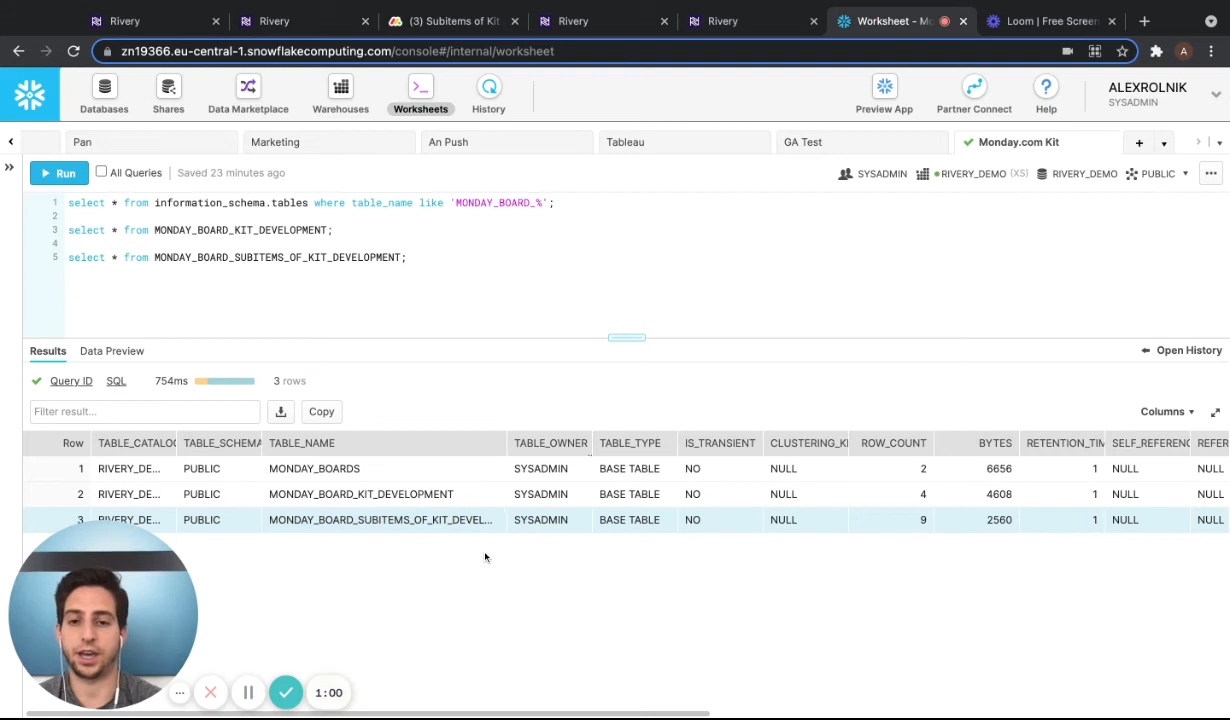 Rivery
Rivery
(3) Subitems of Kit
Rivery
Rivery
Worksheet - Mo
Loom | Free Screen
zn19366.eu-central-1.snowflakecomputing.com/console#/internal/worksheet
A
Databases
Shares
Data Marketplace
Warehouses
Worksheets
History
Preview App
Partner Connect
Help
ALEXROLNIK
SYSADMIN
Pan
Marketing
An Push
Tableau
GA Test
Monday.com Kit
Run
All Queries
Saved 23 minutes ago
SYSADMIN
RIVERY_DEMO (XS)
RIVERY_DEMO
PUBLIC
1 select * from information_schema.tables where table_name like 'MONDAY_BOARD_%';
2
3 select * from MONDAY_BOARD_KIT_DEVELOPMENT;
4
5 select * from MONDAY_BOARD_SUBITEMS_OF_KIT_DEVELOPMENT;
Results
Data Preview
Open History
Query ID
SQL
754ms
3 rows
Filter result...
Copy
Columns
Row TABLE_CATALOG TABLE_SCHEMA TABLE_NAME TABLE_OWNER TABLE_TYPE IS_TRANSIENT CLUSTERING_KE ROW_COUNT BYTES RETENTION_TIM SELF_REFERENC REFER
1 RIVERY_DE... PUBLIC MONDAY_BOARDS SYSADMIN BASE TABLE NO NULL 2 6656 1 NULL NULL
2 RIVERY_DE... PUBLIC MONDAY_BOARD_KIT_DEVELOPMENT SYSADMIN BASE TABLE NO NULL 4 4608 1 NULL NULL
3 RIVERY_DE... PUBLIC MONDAY_BOARD_SUBITEMS_OF_KIT_DEVEL... SYSADMIN BASE TABLE NO NULL 9 2560 1 NULL NULL
1:00